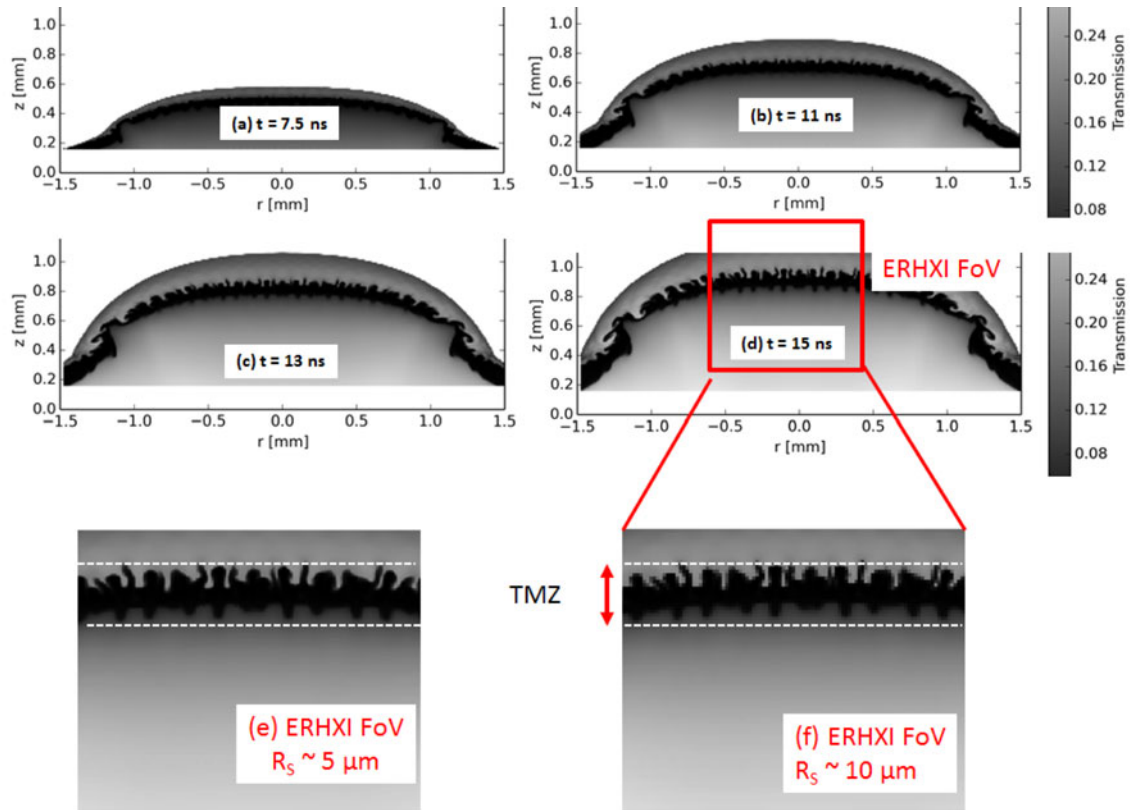 1.0
0.8
0.6
0.4
0.2
0.0
z [mm]
(a) t = 7.5 ns
−1.5 −1.0 −0.5 0.0 0.5 1.0 1.5
r [mm]
1.0
0.8
0.6
0.4
0.2
0.0
z [mm]
(b) t = 11 ns
−1.5 −1.0 −0.5 0.0 0.5 1.0 1.5
r [mm]
0.24
0.20
0.16
0.12
0.08
Transmission
1.0
0.8
0.6
0.4
0.2
0.0
z [mm]
(c) t = 13 ns
−1.5 −1.0 −0.5 0.0 0.5 1.0 1.5
r [mm]
1.0
0.8
0.6
0.4
0.2
0.0
z [mm]
ERHXI FoV
(d) t = 15 ns
−1.5 −1.0 −0.5 0.0 0.5 1.0 1.5
r [mm]
0.24
0.20
0.16
0.12
0.08
Transmission
(e) ERHXI FoV
RS ~ 5 µm
TMZ
(f) ERHXI FoV
RS ~ 10 µm